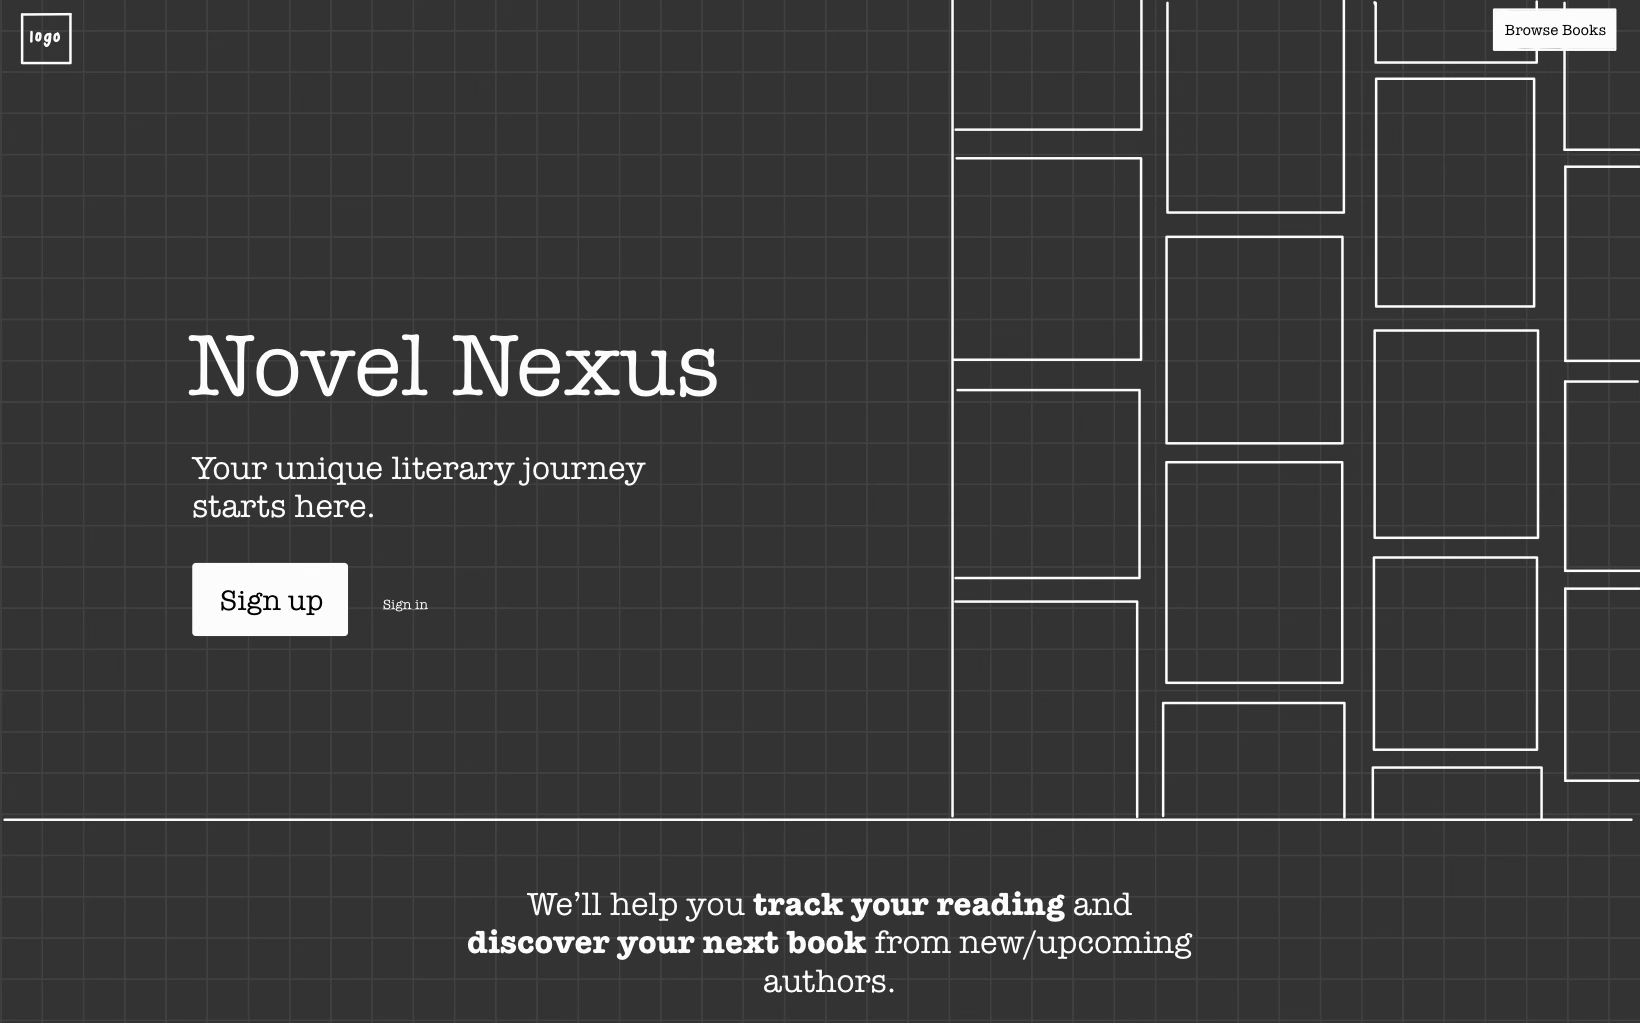 logo
Browse Books
Novel Nexus
Your unique literary journey
starts here.
Sign up
Sign in
We’ll help you track your reading and
discover your next book from new/upcoming
authors.